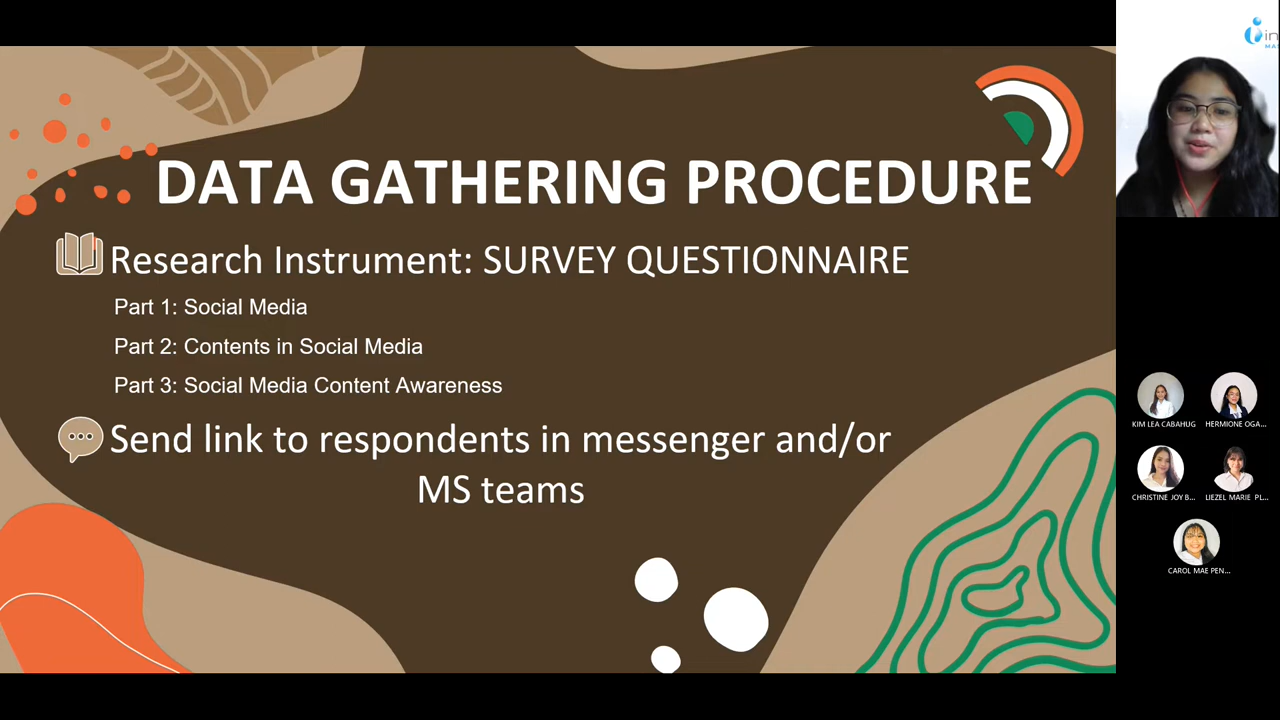 DATA GATHERING PROCEDURE
Research Instrument: SURVEY QUESTIONNAIRE
Part 1: Social Media
Part 2: Contents in Social Media
Part 3: Social Media Content Awareness
Send link to respondents in messenger and/or
MS teams
in
MA
KIM LEA CABAHUG
HERMIONE OGA...
CHRISTINE JOY B...
LIEZEL MARIE PL...
CAROL MAE PEN...